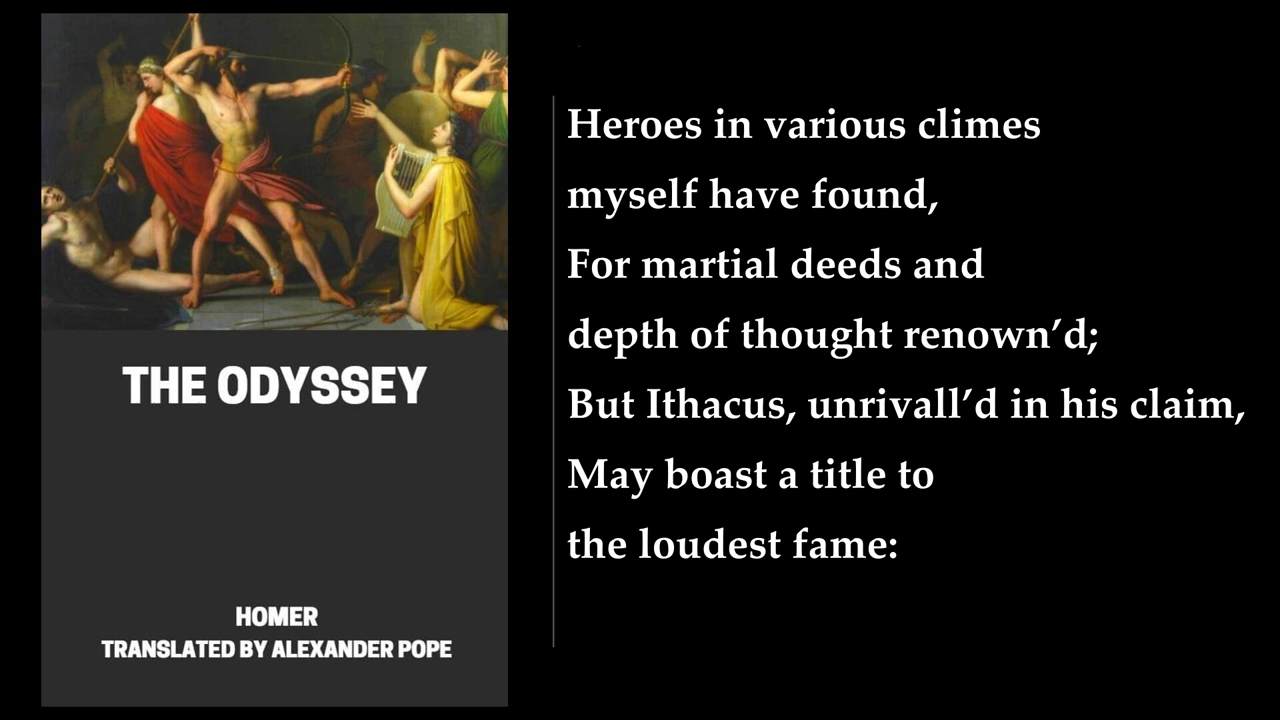 THE ODYSSEY
HOMER
TRANSLATED BY ALEXANDER POPE
Heroes in various climes
myself have found,
For martial deeds and
depth of thought renown’d;
But Ithacus, unrivall’d in his claim,
May boast a title to
the loudest fame: